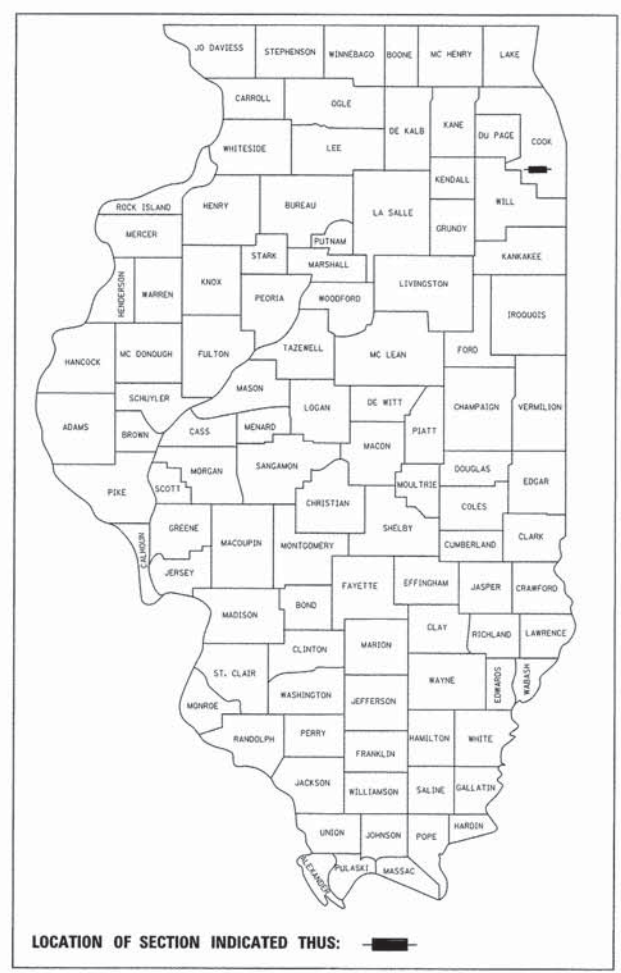 JO DAVIESS
STEPHENSON
WINNEBAGO
BOONE
MC HENRY
LAKE
CARROLL
OGLE
DE KALB
KANE
DU PAGE
COOK
WHITESIDE
LEE
KENDALL
WILL
ROCK ISLAND
HENRY
BUREAU
LA SALLE
GRUNDY
MERCER
PUTNAM
STARK
MARSHALL
KANKAKEE
HENDERSON
WARREN
KNOX
PEORIA
WOODFORD
LIVINGSTON
IROQUOIS
HANCOCK
MC DONOUGH
FULTON
TAZEWELL
MC LEAN
FORD
SCHUYLER
MASON
LOGAN
DE WITT
CHAMPAIGN
VERMILION
ADAMS
BROWN
CASS
MENARD
MACON
PIATT
PIKE
SCOTT
MORGAN
SANGAMON
CHRISTIAN
MOULTRIE
DOUGLAS
EDGAR
COLES
CALHOUN
GREENE
MACOUPIN
MONTGOMERY
SHELBY
CUMBERLAND
CLARK
JERSEY
FAYETTE
EFFINGHAM
JASPER
CRAWFORD
MADISON
BOND
CLAY
RICHLAND
LAWRENCE
CLINTON
MARION
ST. CLAIR
WASHINGTON
WAYNE
EDWARDS
WABASH
MONROE
JEFFERSON
RANDOLPH
PERRY
HAMILTON
WHITE
FRANKLIN
JACKSON
WILLIAMSON
SALINE
GALLATIN
UNION
JOHNSON
POPE
HARDIN
ALEXANDER
PULASKI
MASSAC
LOCATION OF SECTION INDICATED THUS: